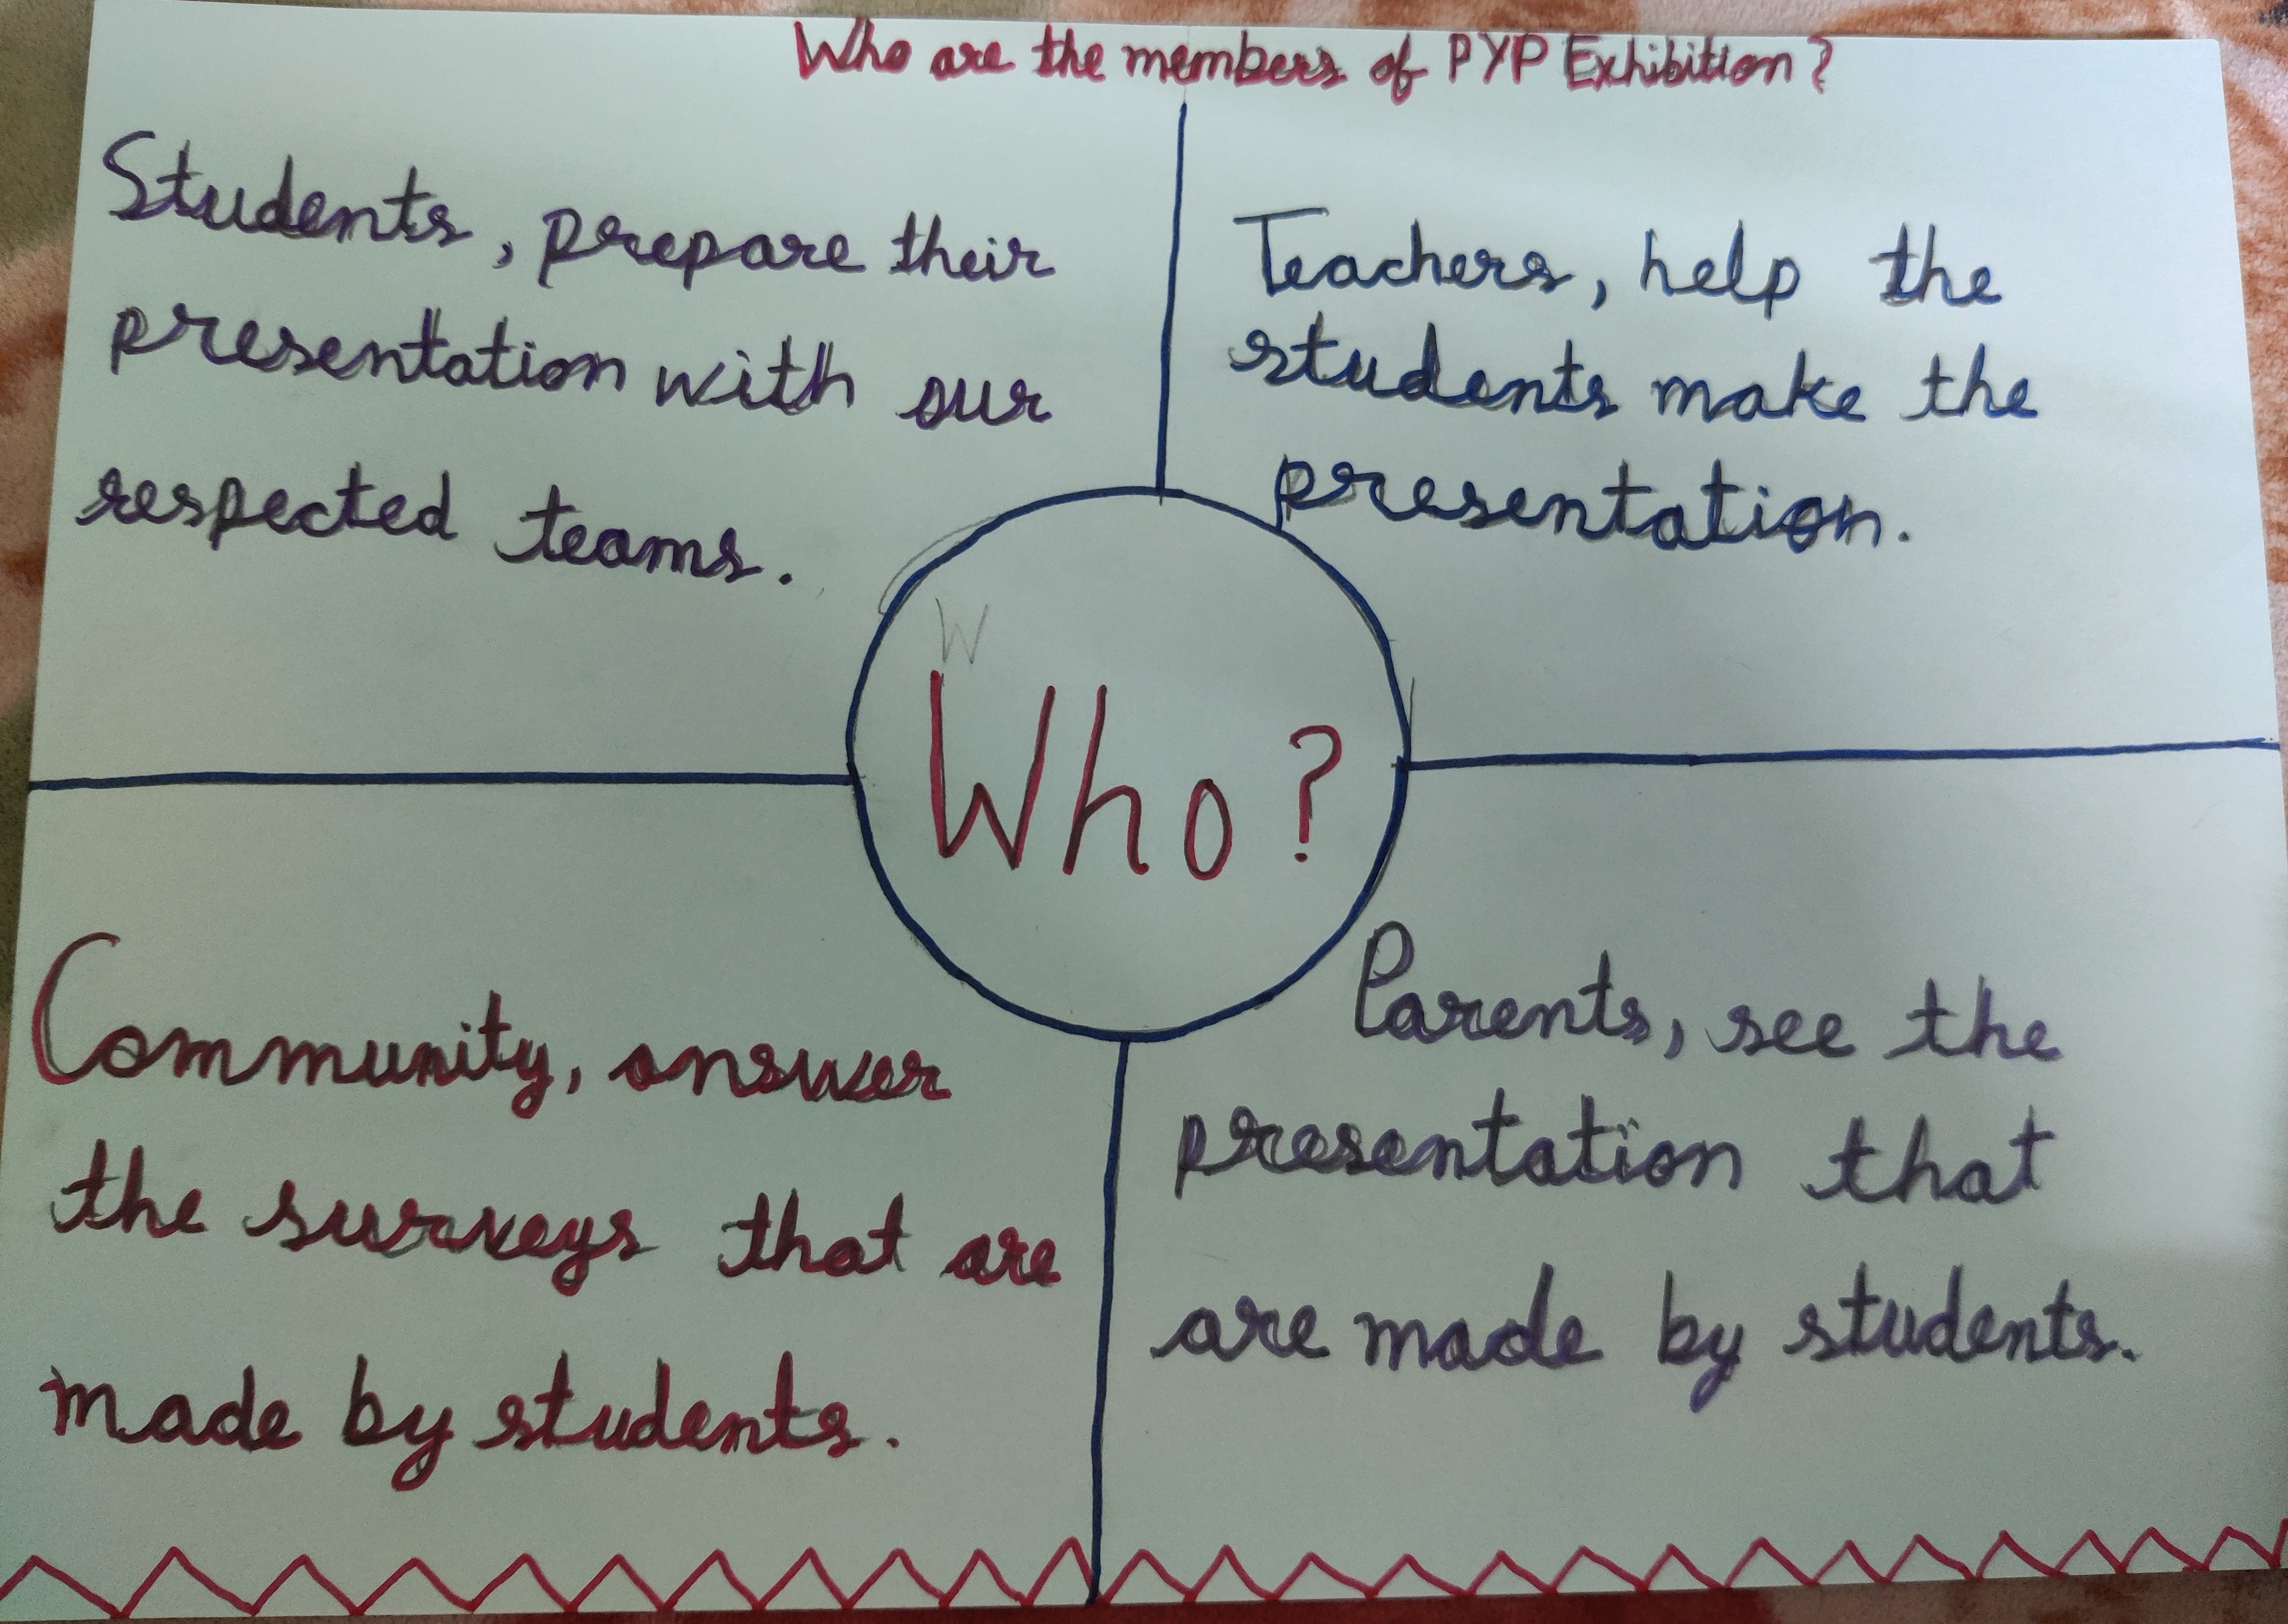 Who are the members of PYP Exhibition?
Students, prepare their
presentation with our
respected teams.
Teachers, help the
students make the
presentation.
W
Who?
Community, answer
the surveys that are
made by students.
Parents, see the
presentation that
are made by students.